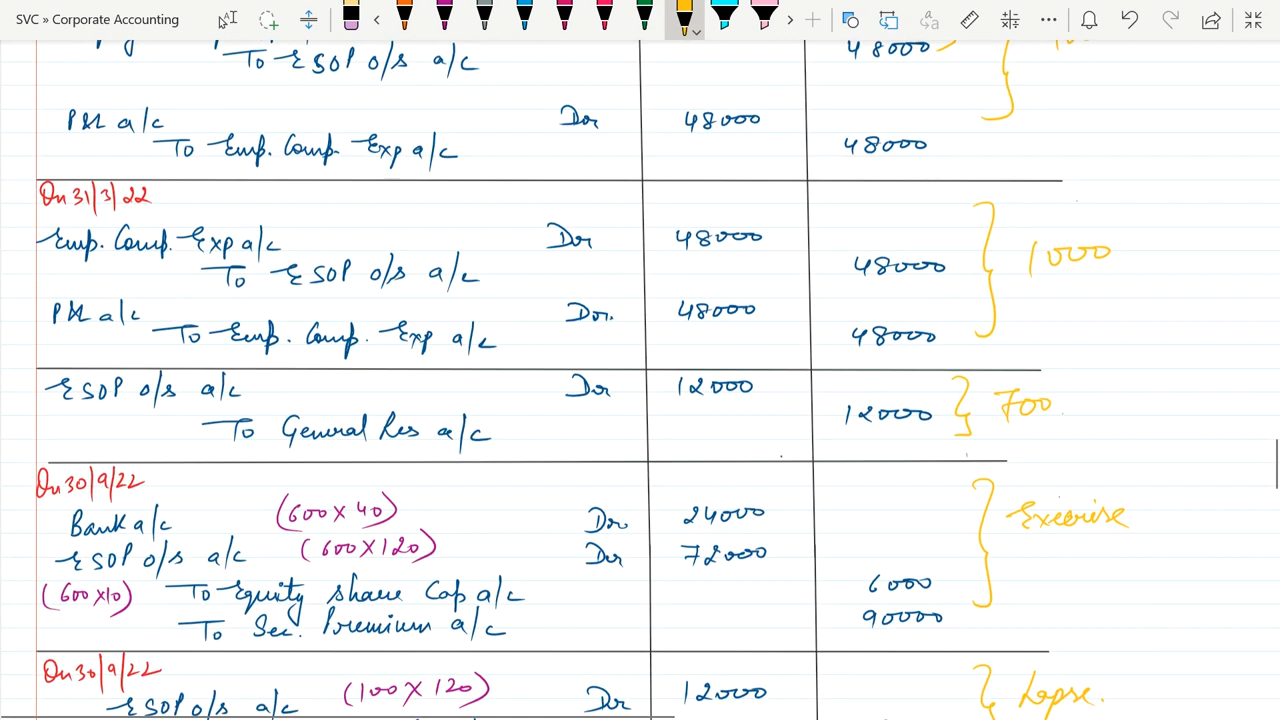 SVC » Corporate Accounting
To ESOP o/s a/c 48000
P&L a/c Dr 48000
To Emp. Comp. Exp a/c 48000
On 31/3/22
Emp. Comp. Exp a/c Dr 48000
To ESOP o/s a/c 48000
1000
P&L a/c Dr. 48000
To Emp. Comp. Exp a/c 48000
ESOP o/s a/c Dr 12000
To General Res a/c 12000
700
On 30/9/22
Bank a/c (600 X 40) Dr 24000
Exercise
ESOP o/s a/c (600 X 120) Dr 72000
(600 X 10) To Equity Share Cap a/c 6000
To Sec. Premium a/c 90000
On 30/9/22
ESOP o/s a/c (100 X 120) Dr 12000
Lapse.